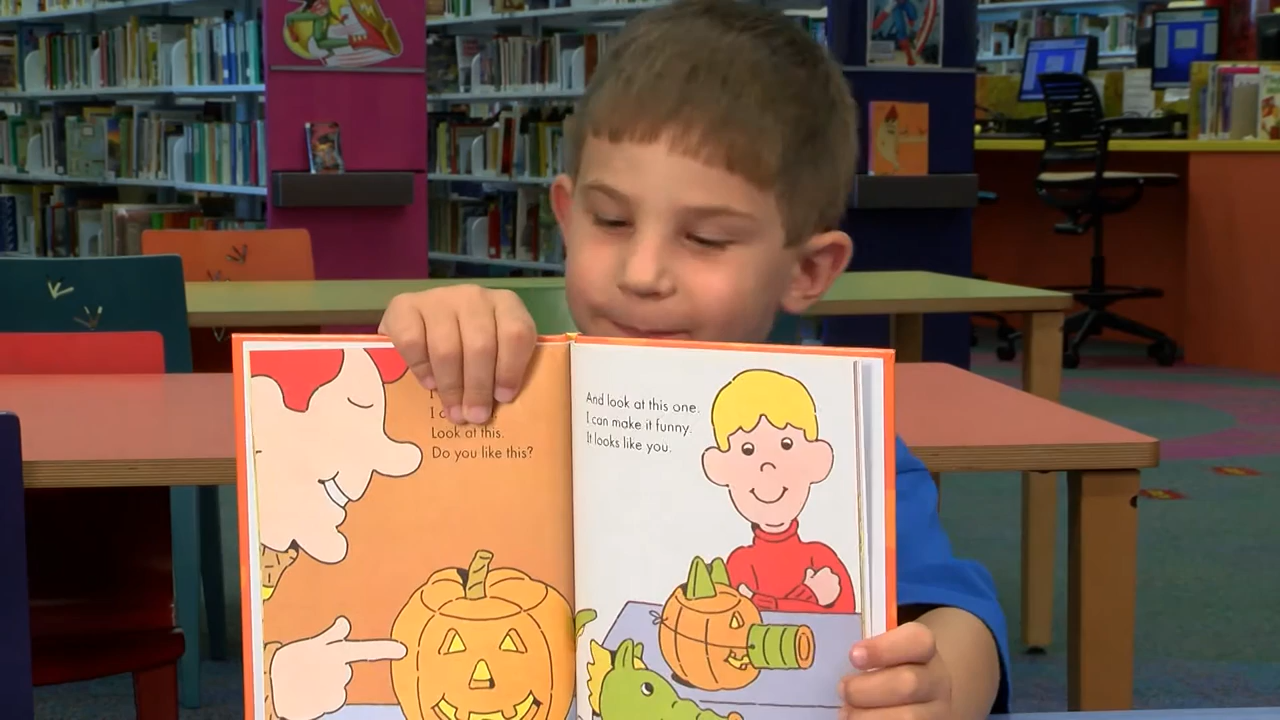 I
I
Look at this.
Do you like this?
And look at this one.
I can make it funny.
It looks like you.